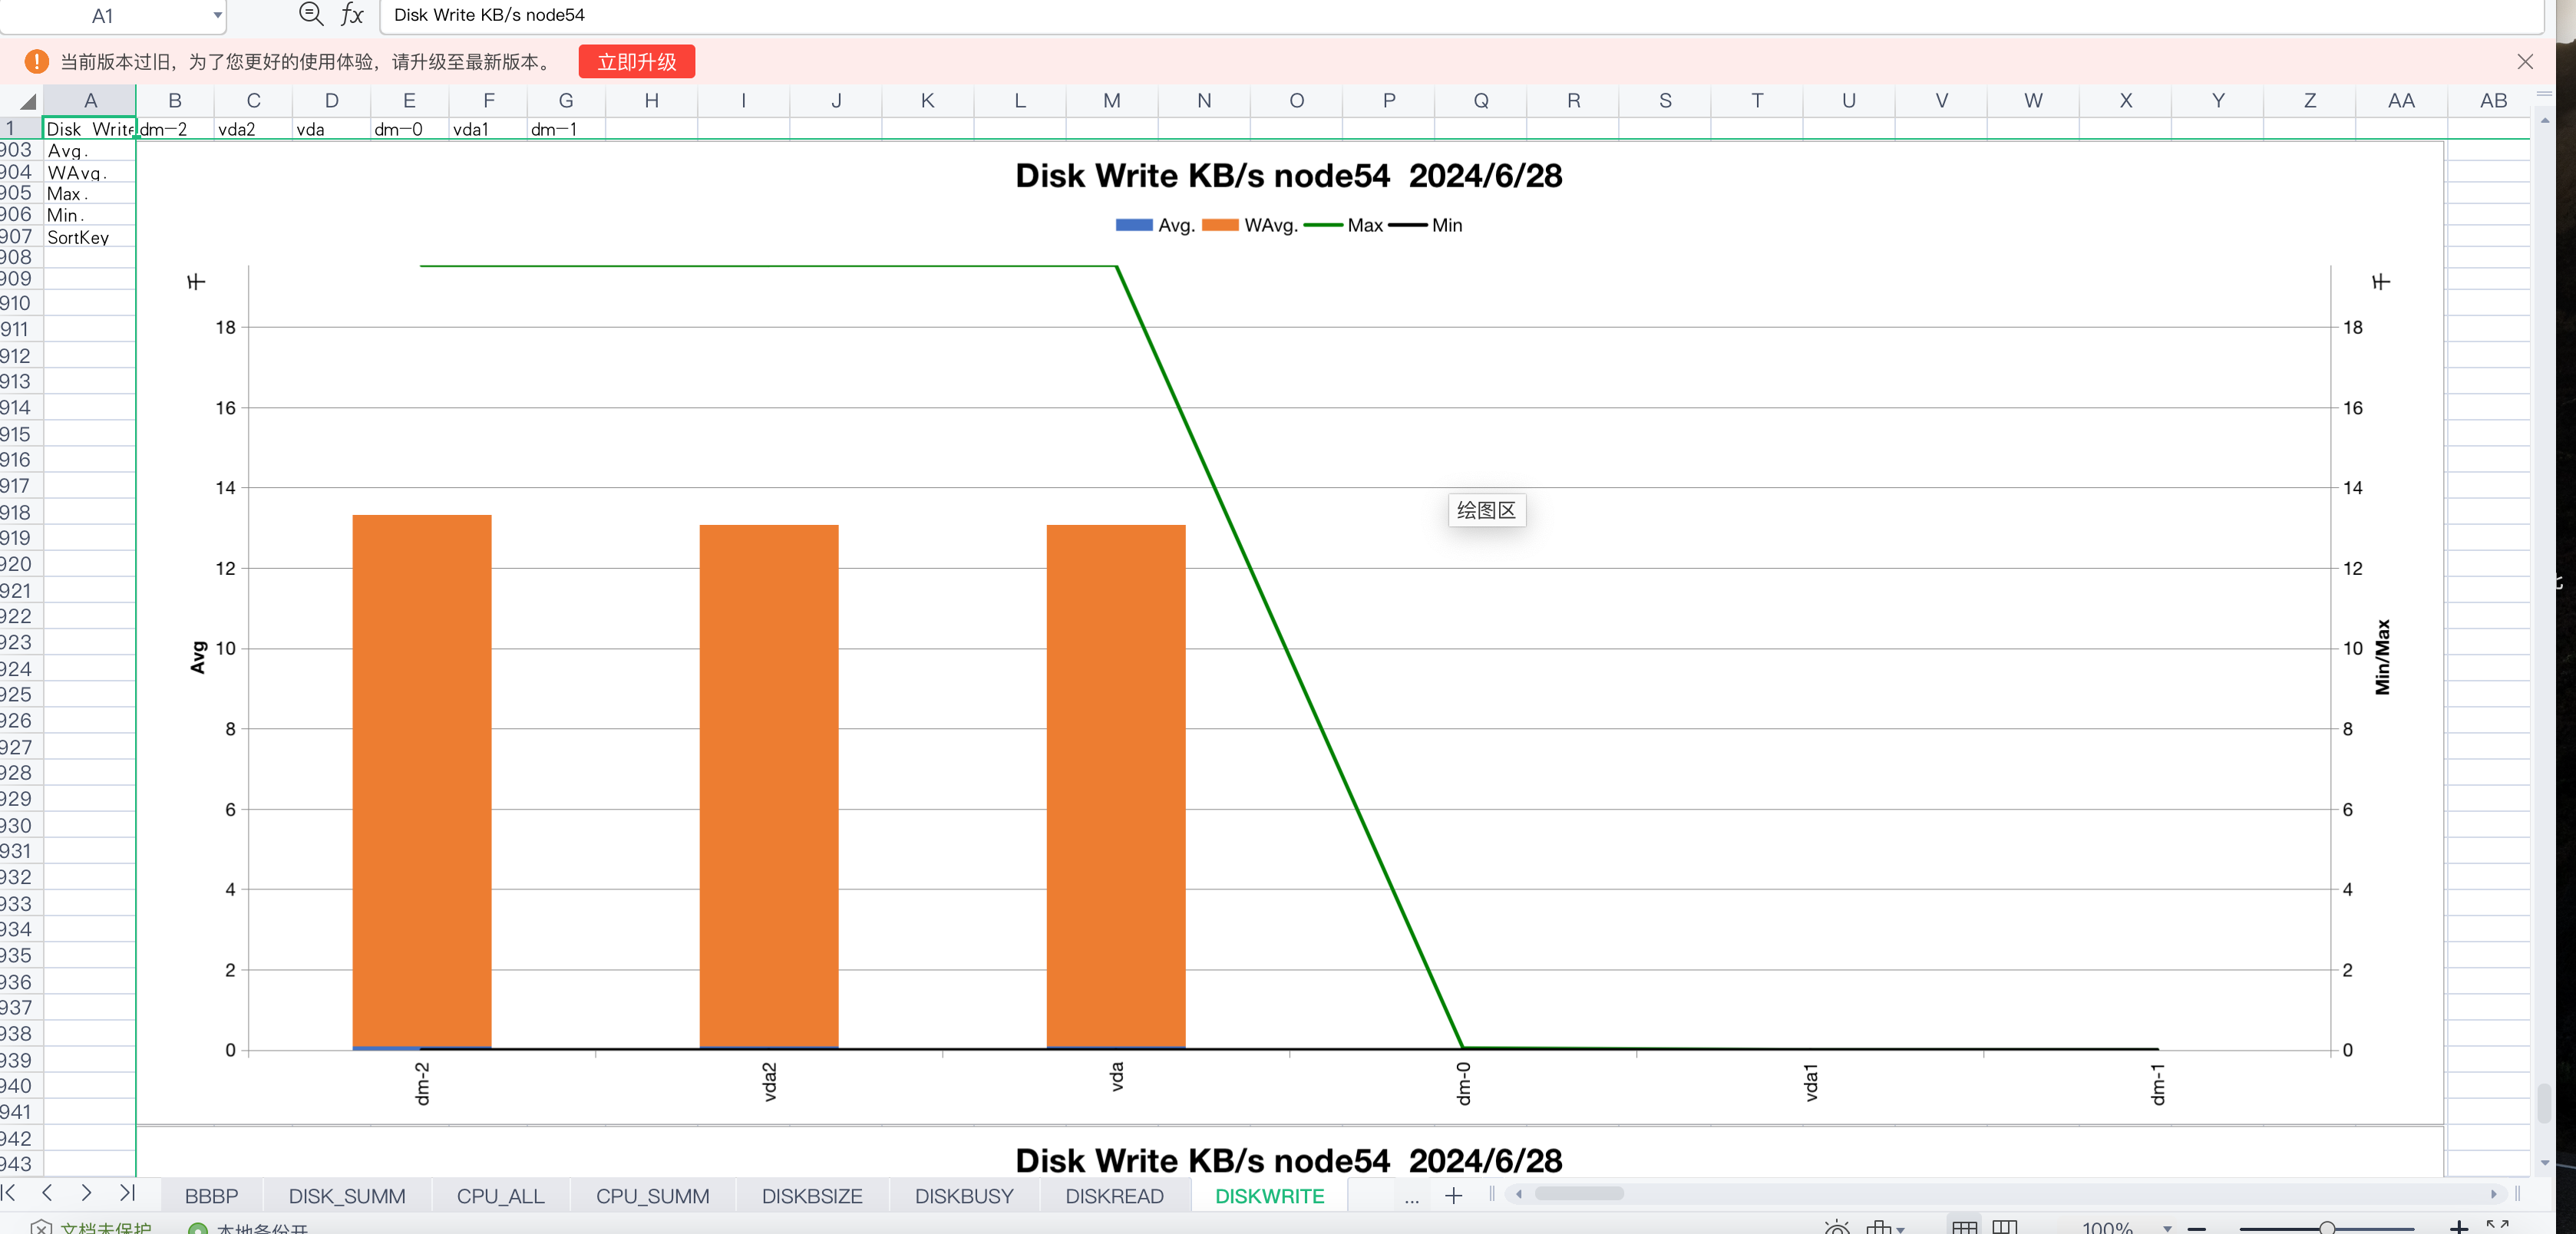 A1 fx Disk Write KB/s node54
当前版本过旧，为了您更好的使用体验，请升级至最新版本。 立即升级
A B C D E F G H I J K L M N O P Q R S T U V W X Y Z AA AB
1 Disk Write dm-2 vda2 vda dm-0 vda1 dm-1
903 Avg.
904 WAvg.
905 Max.
906 Min.
907 SortKey
908
909
910
911
912
913
914
915
916
917
918
919
920
921
922
923
924
925
926
927
928
929
930
931
932
933
934
935
936
937
938
939
940
941
942
943
Disk Write KB/s node54 2024/6/28
Avg. WAvg. Max Min
千
18
16
14
12
10
8
6
4
2
0
Avg
绘图区
千
18
16
14
12
10
8
6
4
2
0
Min/Max
dm-2 vda2 vda dm-0 vda1 dm-1
Disk Write KB/s node54 2024/6/28
BBBP DISK_SUMM CPU_ALL CPU_SUMM DISKBSIZE DISKBUSY DISKREAD DISKWRITE ... +
文档未保护 本地备份开 100%